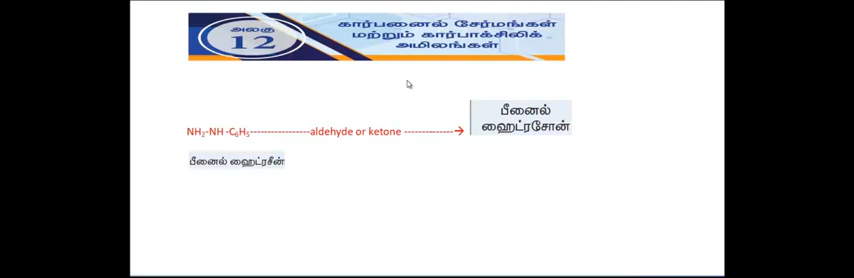 அலகு
12
கார்பனைல் சேர்மங்கள்
மற்றும் கார்பாக்சிலிக்
அமிலங்கள்
பீனைல்
ஹைட்ரசோன்
NH₂-NH -C₆H₅-----------------aldehyde or ketone --------------→
பீனைல் ஹைட்ரசீன்